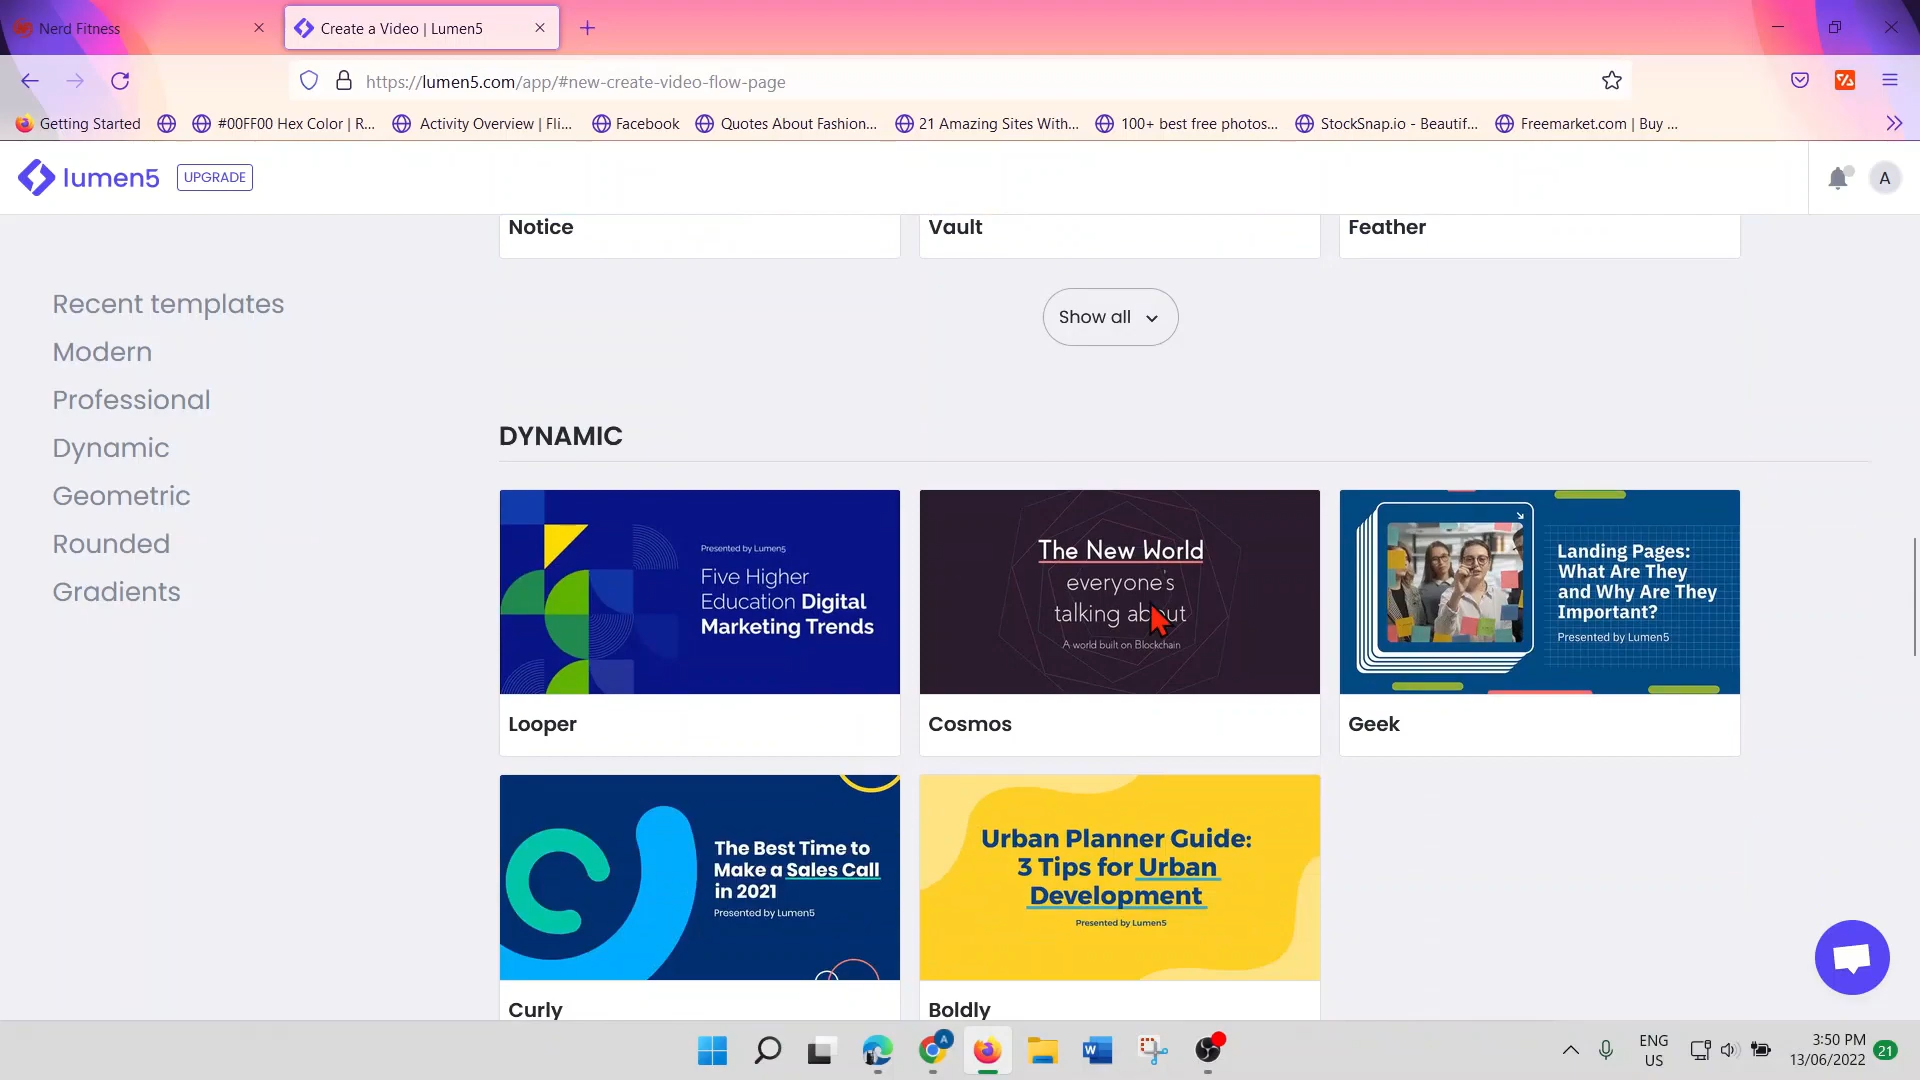 Nerd Fitness
Create a Video | Lumen5
https://lumen5.com/app/#new-create-video-flow-page
Getting Started
#00FF00 Hex Color | R...
Activity Overview | Fli...
Facebook
Quotes About Fashion...
21 Amazing Sites With...
100+ best free photos...
StockSnap.io - Beautif...
Freemarket.com | Buy ...
lumen5
UPGRADE
A
Notice
Vault
Feather
Recent templates
Modern
Professional
Dynamic
Geometric
Rounded
Gradients
Show all
DYNAMIC
Presented by Lumen5
Five Higher
Education Digital
Marketing Trends
Looper
The New World
everyone's
talking about
A world built on Blockchain
Cosmos
Landing Pages:
What Are They
and Why Are They
Important?
Presented by Lumen5
Geek
The Best Time to
Make a Sales Call
in 2021
Presented by Lumen5
Curly
Urban Planner Guide:
3 Tips for Urban
Development
Presented by Lumen5
Boldly
A
W
ENG
US
3:50 PM
13/06/2022
21